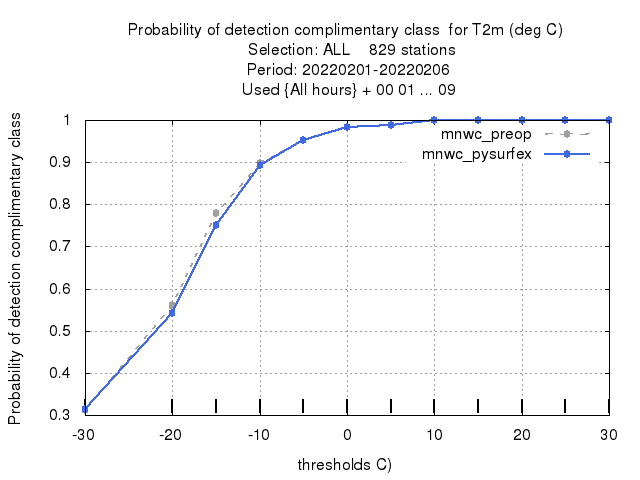 Probability of detection complimentary class  for T2m (deg C)
Selection: ALL    829 stations
Period: 20220201-20220206
Used {All hours} + 00 01 ... 09
Probability of detection complimentary class
1
0.9
0.8
0.7
0.6
0.5
0.4
0.3
mnwc_preop
mnwc_pysurfex
-30
-20
-10
0
10
20
30
thresholds C)